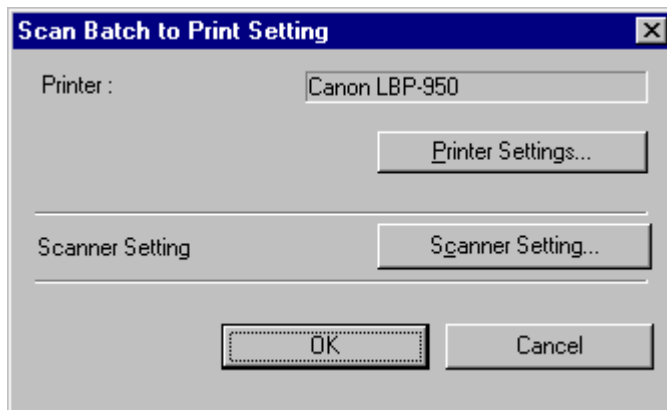 Scan Batch to Print Setting
Printer : Canon LBP-950
Printer Settings...
Scanner Setting Scanner Setting...
OK Cancel